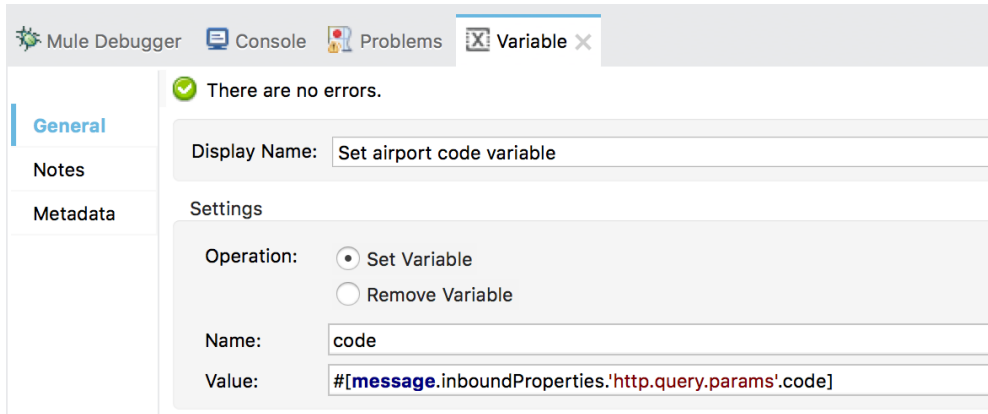 Mule Debugger Console Problems Variable
There are no errors.
General
Display Name: Set airport code variable
Notes
Metadata
Settings
Operation: Set Variable
Remove Variable
Name: code
Value: #[message.inboundProperties.'http.query.params'.code]